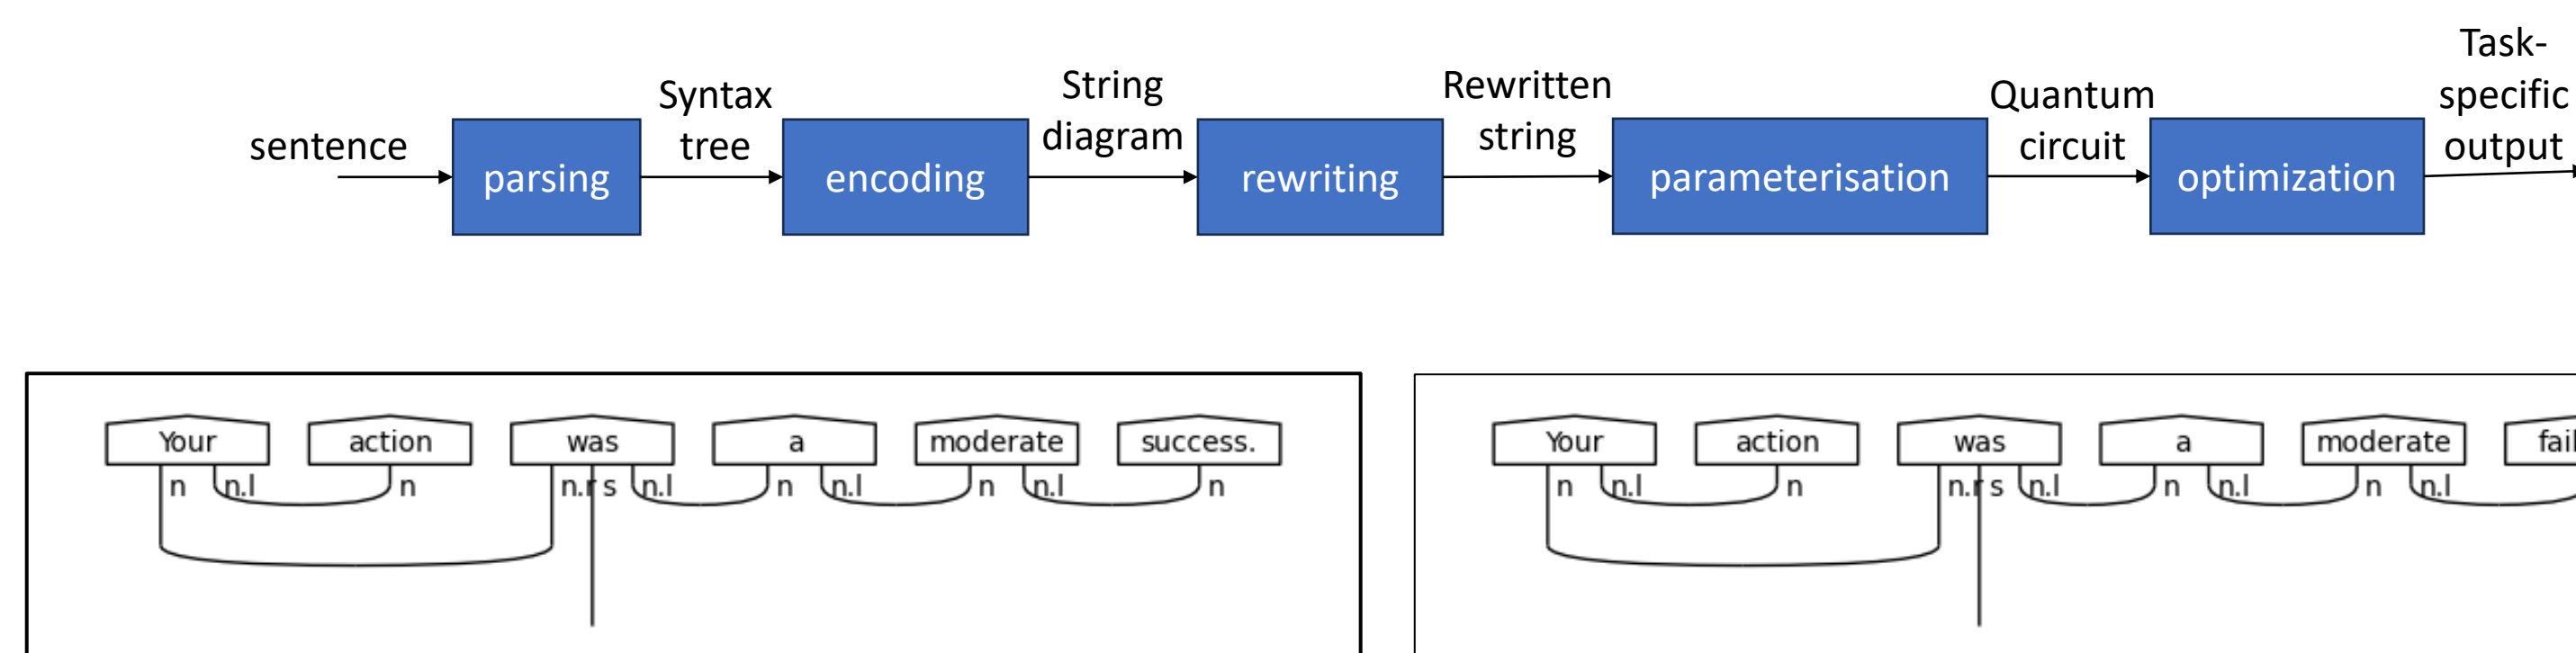 sentence
parsing
Syntax
tree
encoding
String
diagram
rewriting
Rewritten
string
parameterisation
Quantum
circuit
optimization
Task-
specific
output
Your action was a moderate success.
n n.l n n.r s n.l n n.l n n.l n
Your action was a moderate
n n.l n n.r s n.l n n.l n n.l